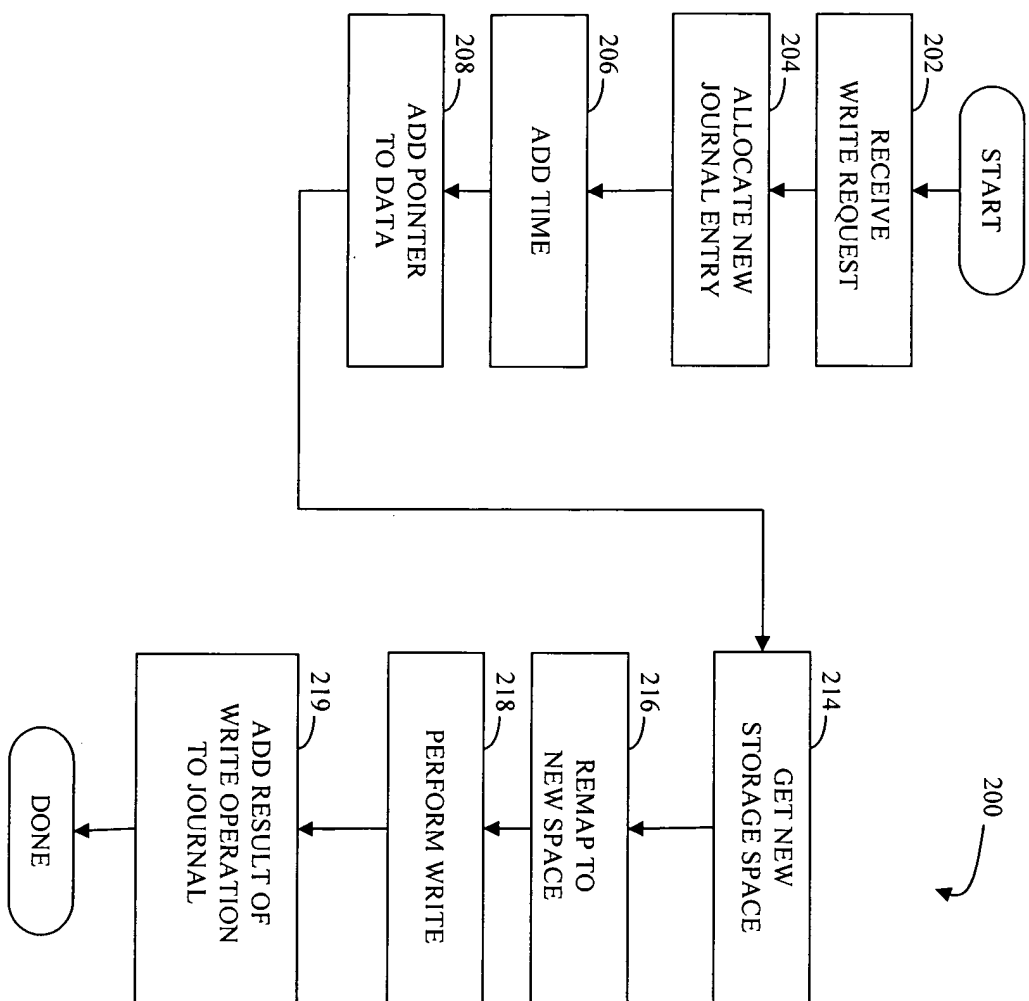 200
START
202
RECEIVE
WRITE REQUEST
204
ALLOCATE NEW
JOURNAL ENTRY
206
ADD TIME
208
ADD POINTER
TO DATA
214
GET NEW
STORAGE SPACE
216
REMAP TO
NEW SPACE
218
PERFORM WRITE
219
ADD RESULT OF
WRITE OPERATION
TO JOURNAL
DONE